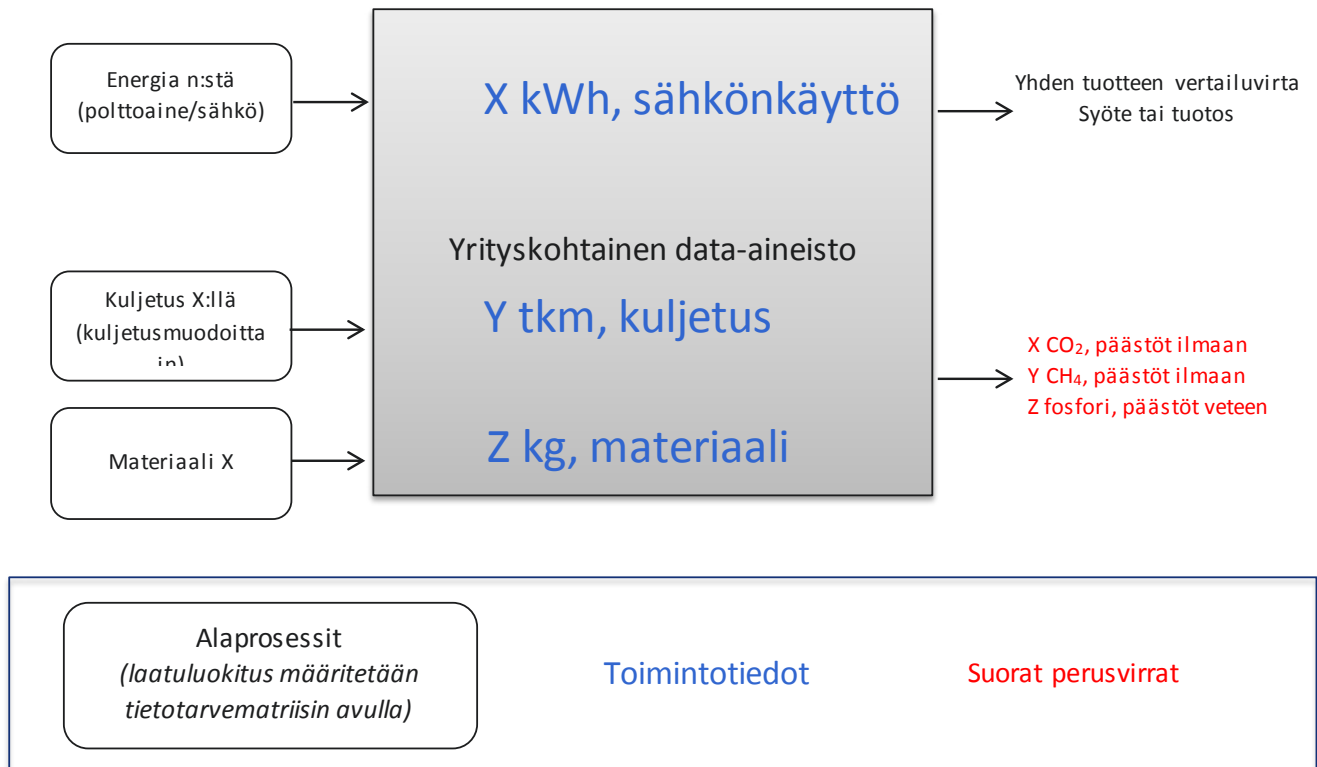 Energia n:stä
(polttoaine/sähkö)
X kWh, sähkönkäyttö
Yhden tuotteen vertailuvirta
Syöte tai tuotos
Yrityskohtainen data-aineisto
Kuljetus X:llä
(kuljetusmuodoitta
in)
Y tkm, kuljetus
X CO₂, päästöt ilmaan
Y CH₄, päästöt ilmaan
Z fosfori, päästöt veteen
Materiaali X
Z kg, materiaali
Alaprosessit
(laatuluokitus määritetään
tietotarvematriisin avulla)
Toimintotiedot
Suorat perusvirrat